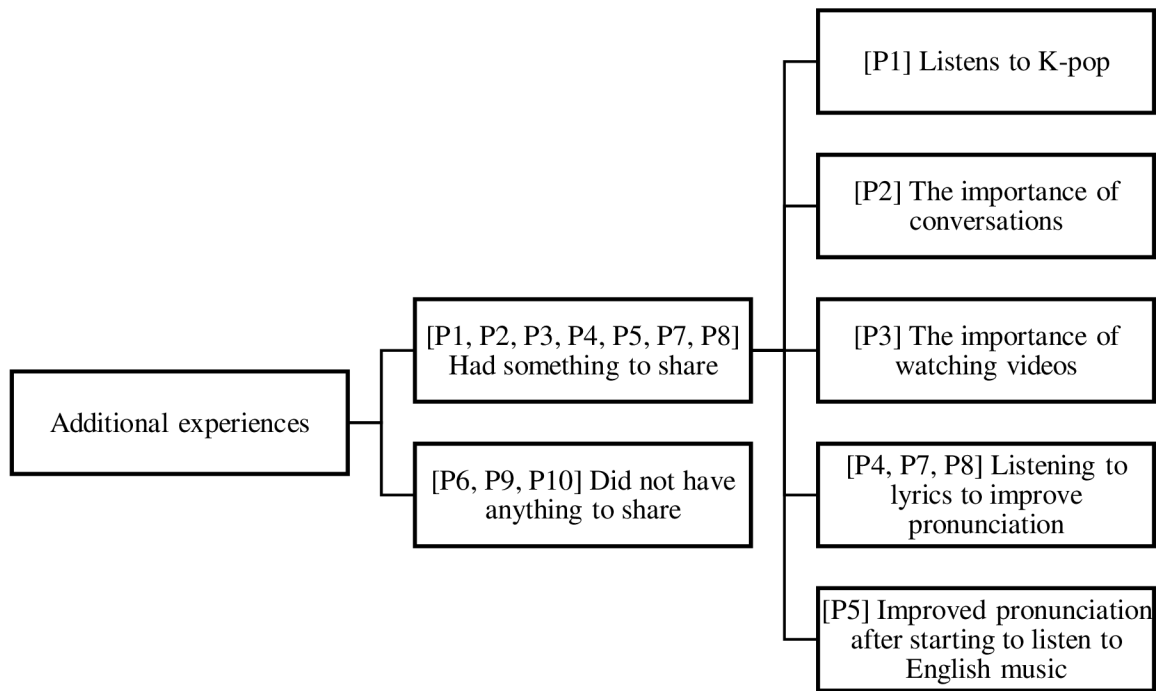 Additional experiences
[P1, P2, P3, P4, P5, P7, P8]
Had something to share
[P6, P9, P10] Did not have
anything to share
[P1] Listens to K-pop
[P2] The importance of
conversations
[P3] The importance of
watching videos
[P4, P7, P8] Listening to
lyrics to improve
pronunciation
[P5] Improved pronunciation
after starting to listen to
English music